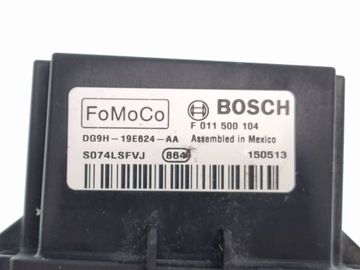 FoMoCo BOSCH
F 011 500 104
DG9H-19E624-AA Assembled in Mexico
S074LSFVJ 864 150513